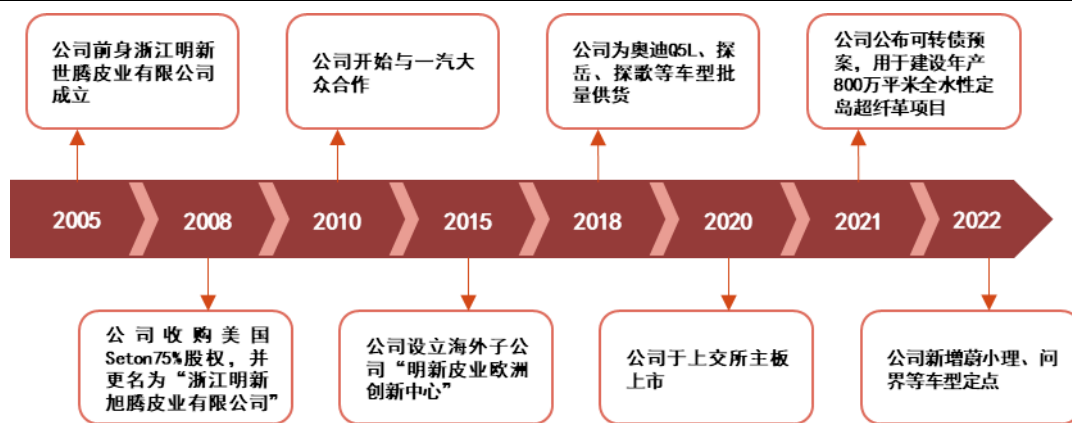 公司前身浙江明新
世腾皮业有限公司
成立
公司开始与一汽大
众合作
公司为奥迪Q5L、探
岳、探歌等车型批
量供货
公司公布可转债预
案，用于建设年产
800万平米全水性定
岛超纤革项目
2005
2008
2010
2015
2018
2020
2021
2022
公司收购美国
Seton75%股权，并
更名为“浙江明新
旭腾皮业有限公司”
公司设立海外子公
司“明新皮业欧洲
创新中心”
公司于上交所主板
上市
公司新增蔚小理、问
界等车型定点